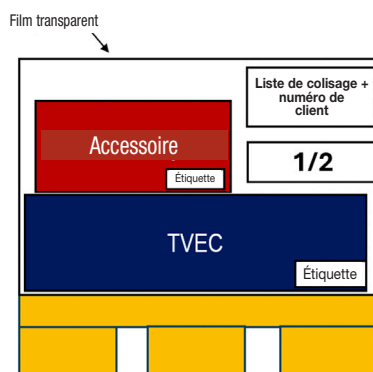 Film transparent
Liste de colisage +
numéro de
client
Accessoire
1/2
Étiquette
TVEC
Étiquette